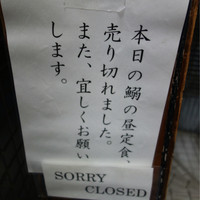 本日の鰯の昼定食、
売り切れました。
また、宜しくお願い
します。
SORRY
CLOSED